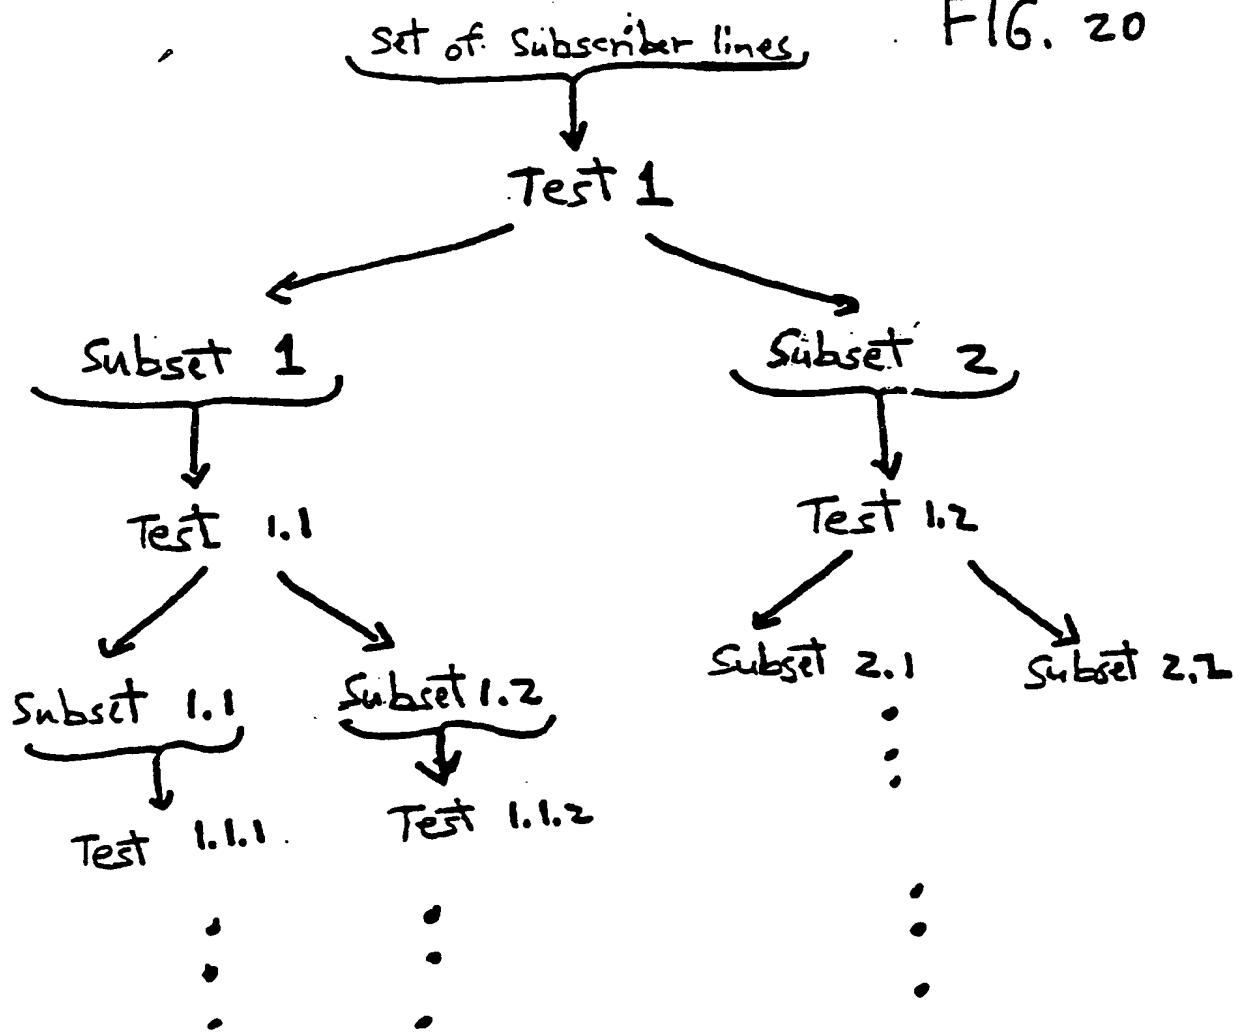 FIG. 20
Set of Subscriber lines
Test 1
Subset 1
Subset 2
Test 1.1
Test 1.2
Subset 1.1
Subset 1.2
Subset 2.1
Subset 2.2
Test 1.1.1
Test 1.1.2